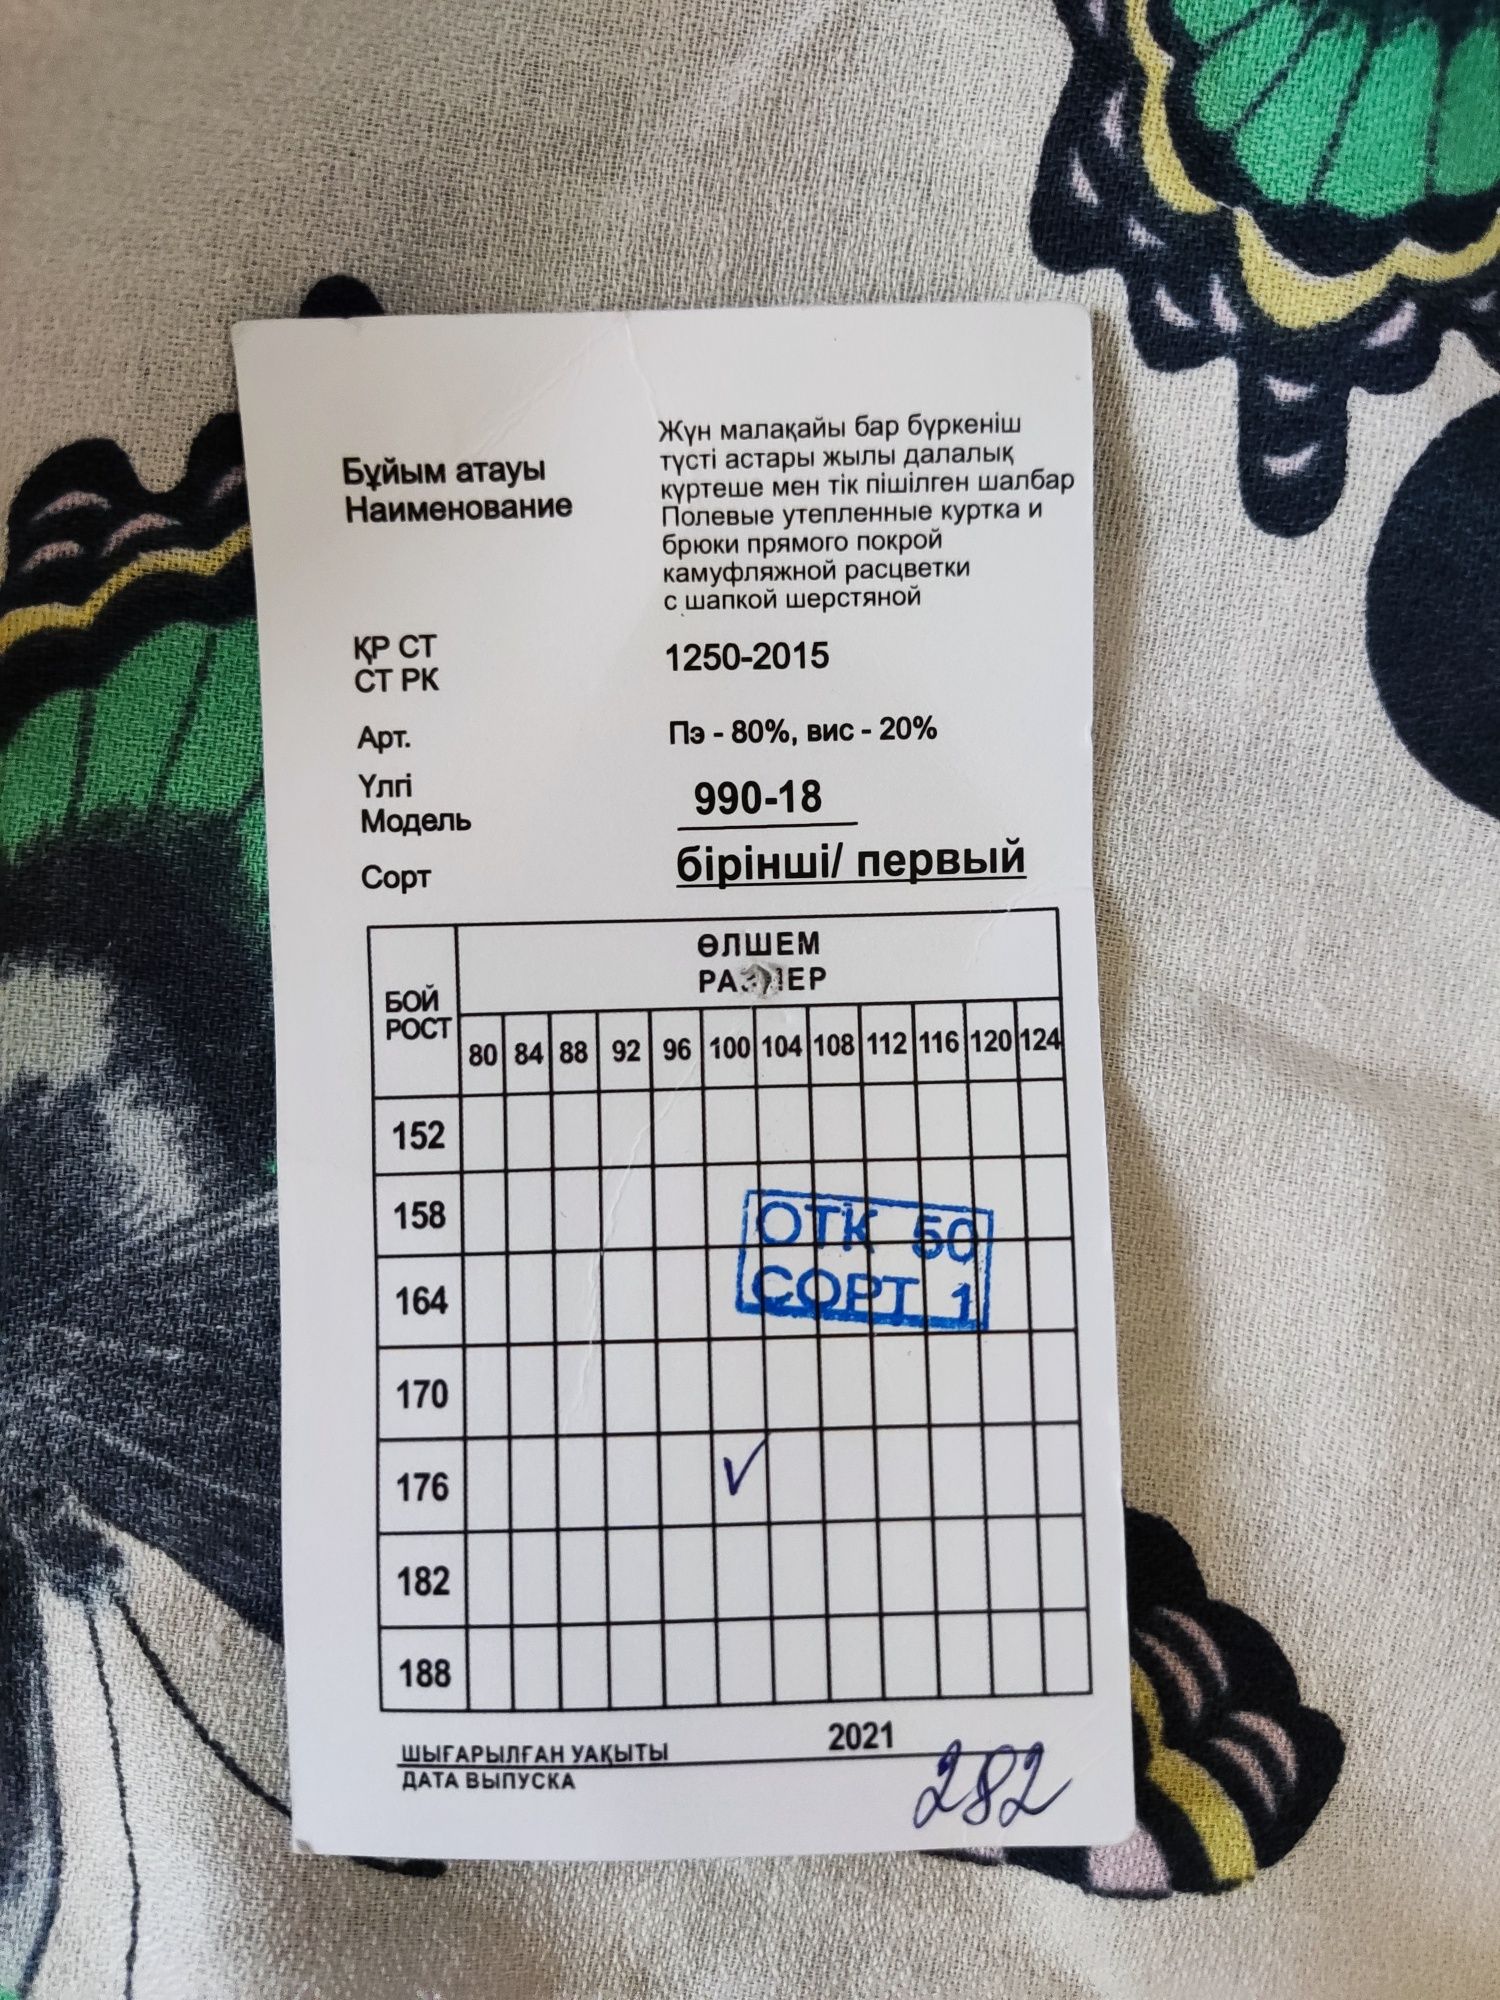 Бұйым атауы
Наименование
Жүн малақайы бар бүркеніш
түсті астары жылы далалық
күртеше мен тік пішілген шалбар
Полевые утепленные куртка и
брюки прямого покрой
камуфляжной расцветки
с шапкой шерстяной
ҚР СТ
СТ РК
1250-2015
Арт.
Пэ - 80%, вис - 20%
Үлгі
Модель
990-18
Сорт
бірінші/ первый
БОЙ
РОСТ
ӨЛШЕМ
РАЗМЕР
80 84 88 92 96 100 104 108 112 116 120 124
152
158
164
170
176
182
188
ОТК 50
СОРТ 1
ШЫҒАРЫЛҒАН УАҚЫТЫ
ДАТА ВЫПУСКА
2021
282